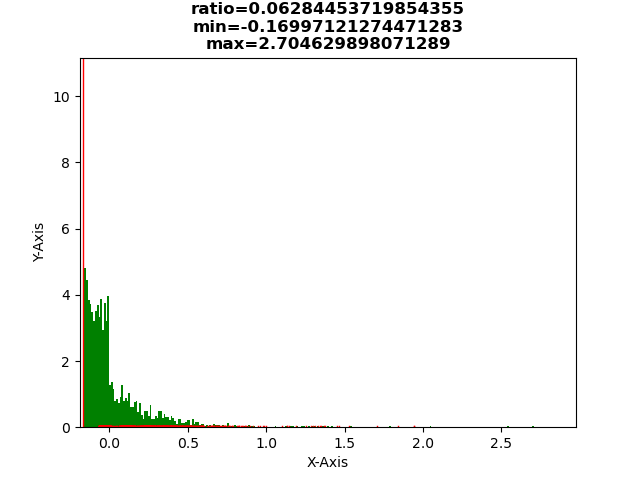 ratio=0.06284453719854355
min=-0.16997121274471283
max=2.704629898071289
10
8
6
4
2
0
Y-Axis
0.0 0.5 1.0 1.5 2.0 2.5
X-Axis